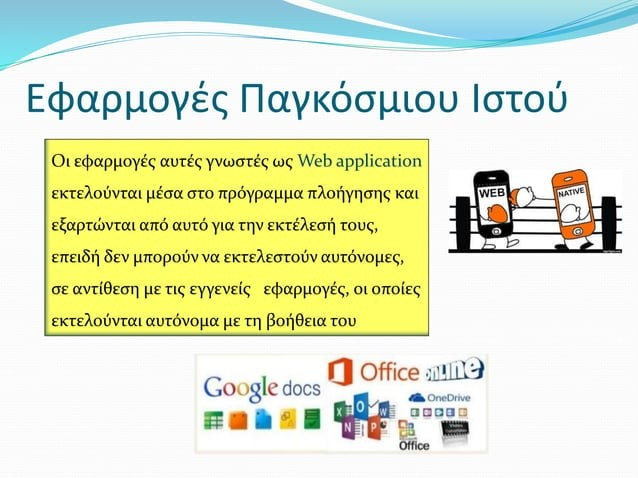 Εφαρμογές Παγκόσμιου Ιστού
Οι εφαρμογές αυτές γνωστές ως Web application
εκτελούνται μέσα στο πρόγραμμα πλοήγησης και
εξαρτώνται από αυτό για την εκτέλεσή τους,
επειδή δεν μπορούν να εκτελεστούν αυτόνομες,
σε αντίθεση με τις εγγενείς εφαρμογές, οι οποίες
εκτελούνται αυτόνομα με τη βοήθεια του
WEB
NATIVE
Google docs
Office ONLINE
OneDrive
Office